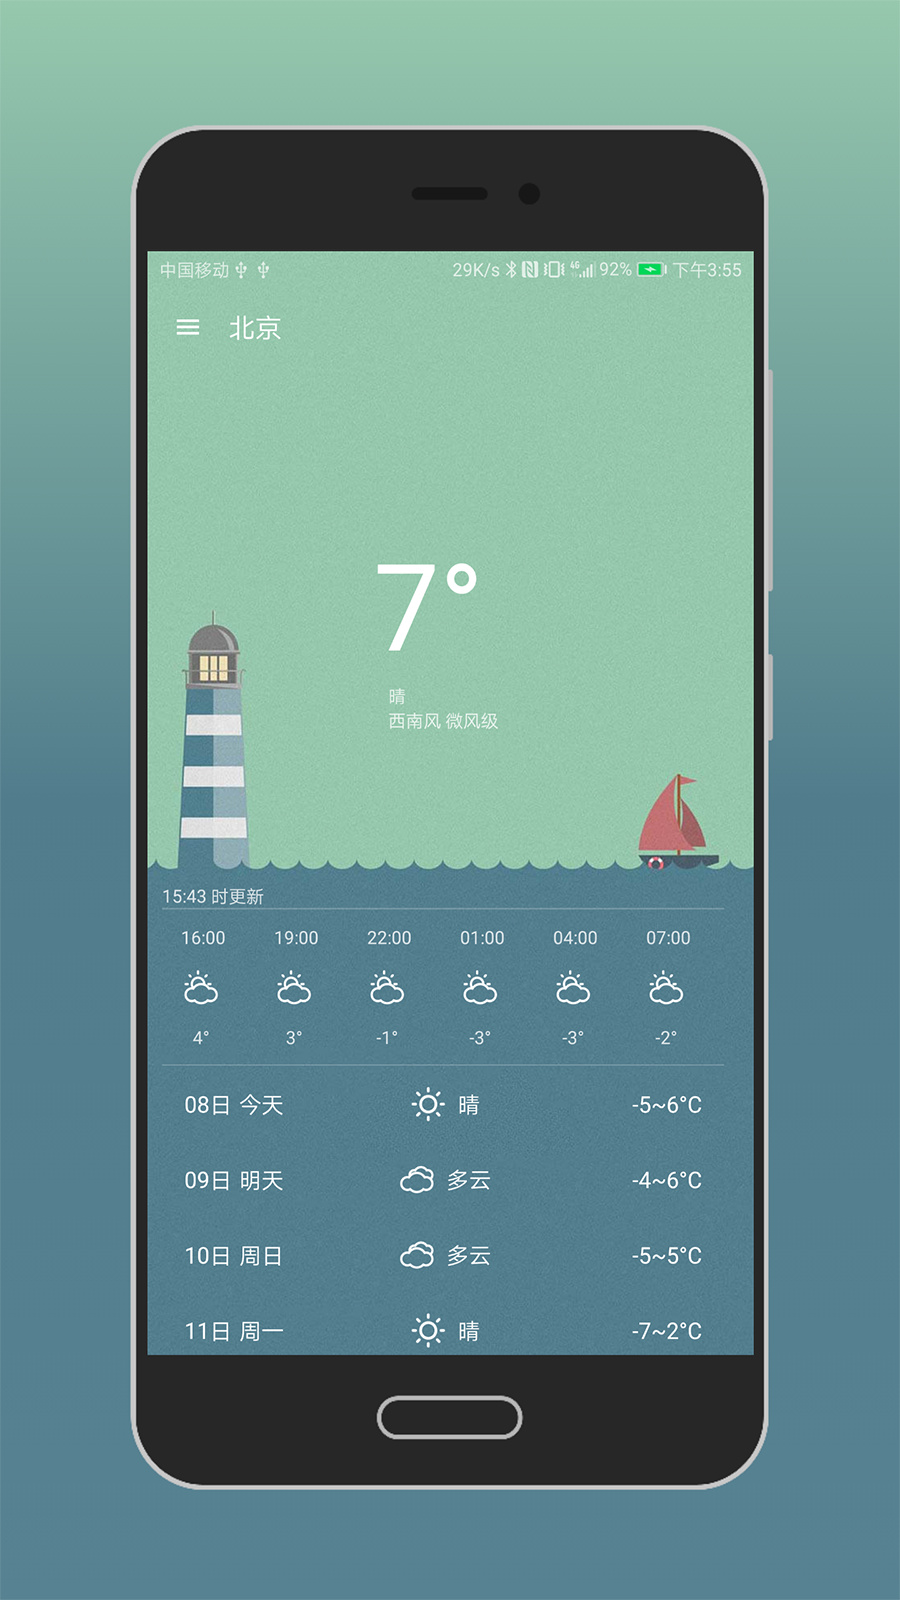 中国移动 29K/s 4G 92% 下午3:55
北京
7°
晴
西南风 微风级
15:43 时更新
16:00 19:00 22:00 01:00 04:00 07:00
4° 3° -1° -3° -3° -2°
08日 今天 晴 -5~6°C
09日 明天 多云 -4~6°C
10日 周日 多云 -5~5°C
11日 周一 晴 -7~2°C